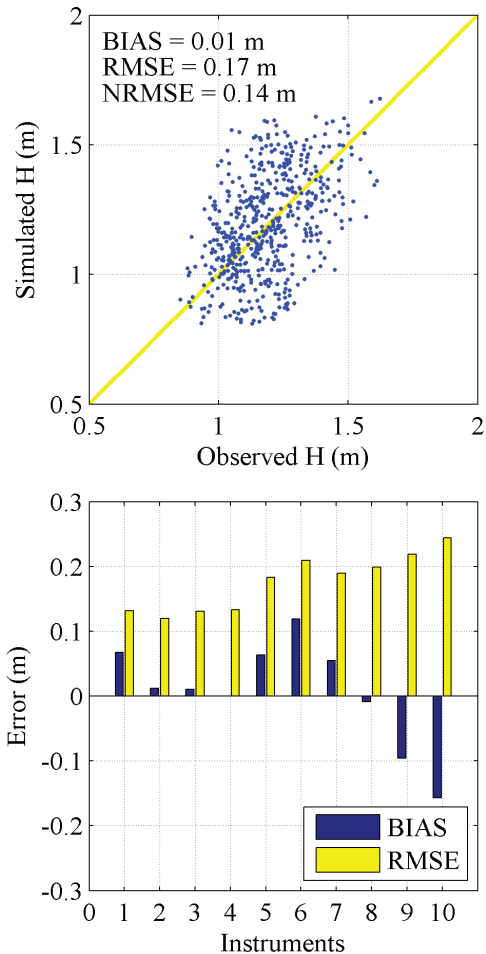 BIAS = 0.01 m
RMSE = 0.17 m
NRMSE = 0.14 m
2
1.5
1
0.5
Simulated H (m)
0.5 1 1.5 2
Observed H (m)
0.3
0.2
0.1
0
-0.1
-0.2
-0.3
Error (m)
BIAS
RMSE
0 1 2 3 4 5 6 7 8 9 10
Instruments